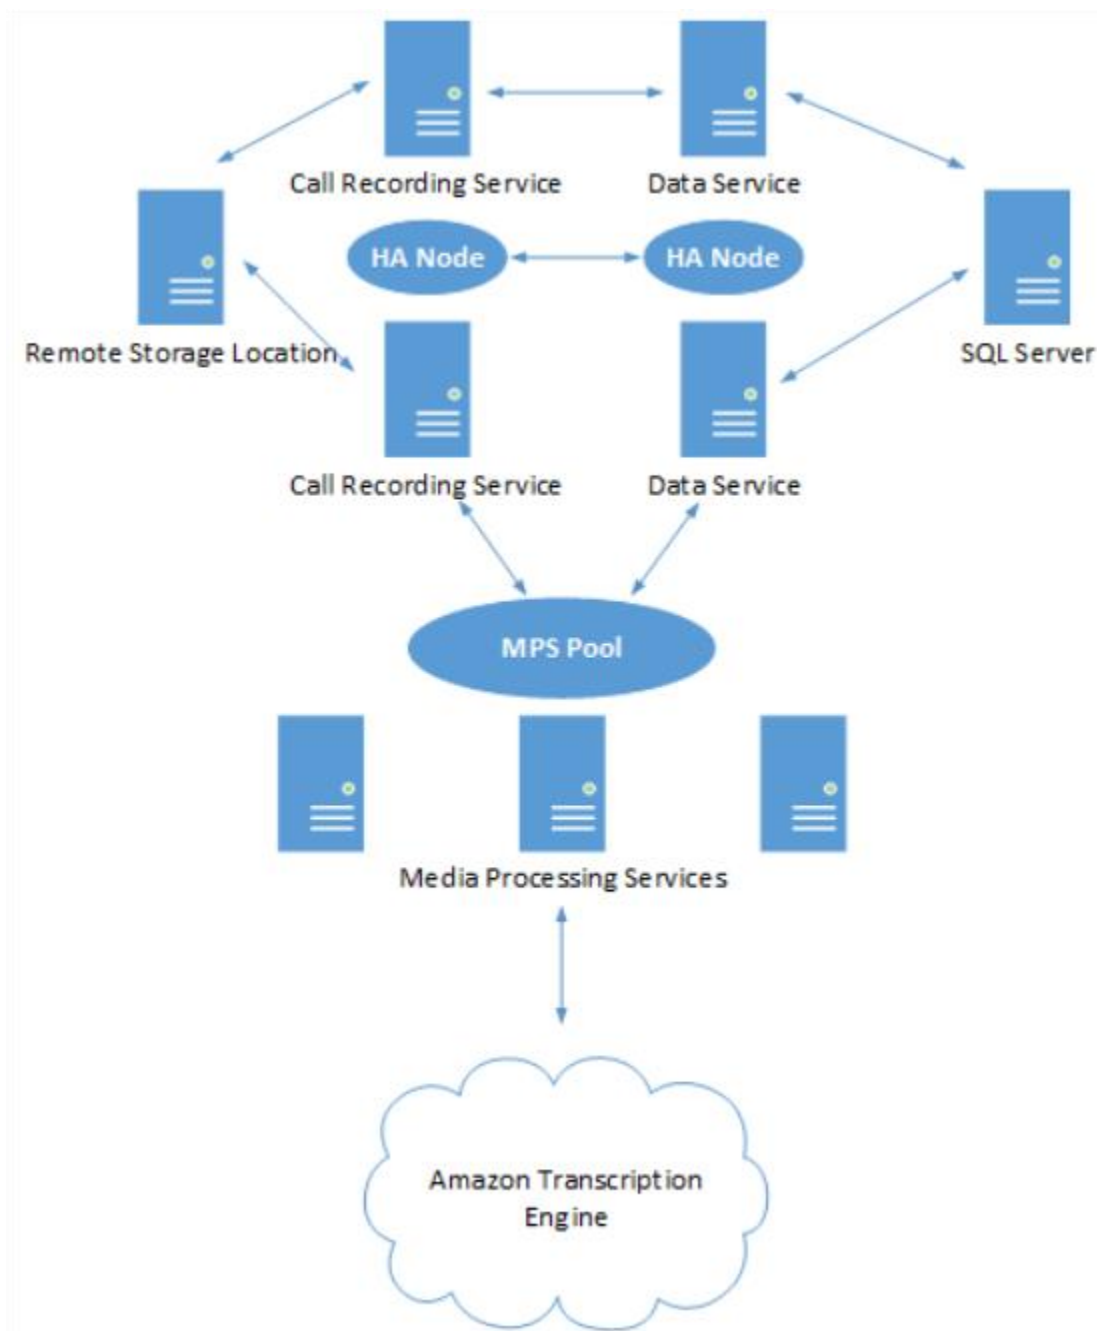 Call Recording Service
Data Service
HA Node
HA Node
Remote Storage Location
SQL Server
Call Recording Service
Data Service
MPS Pool
Media Processing Services
Amazon Transcription
Engine